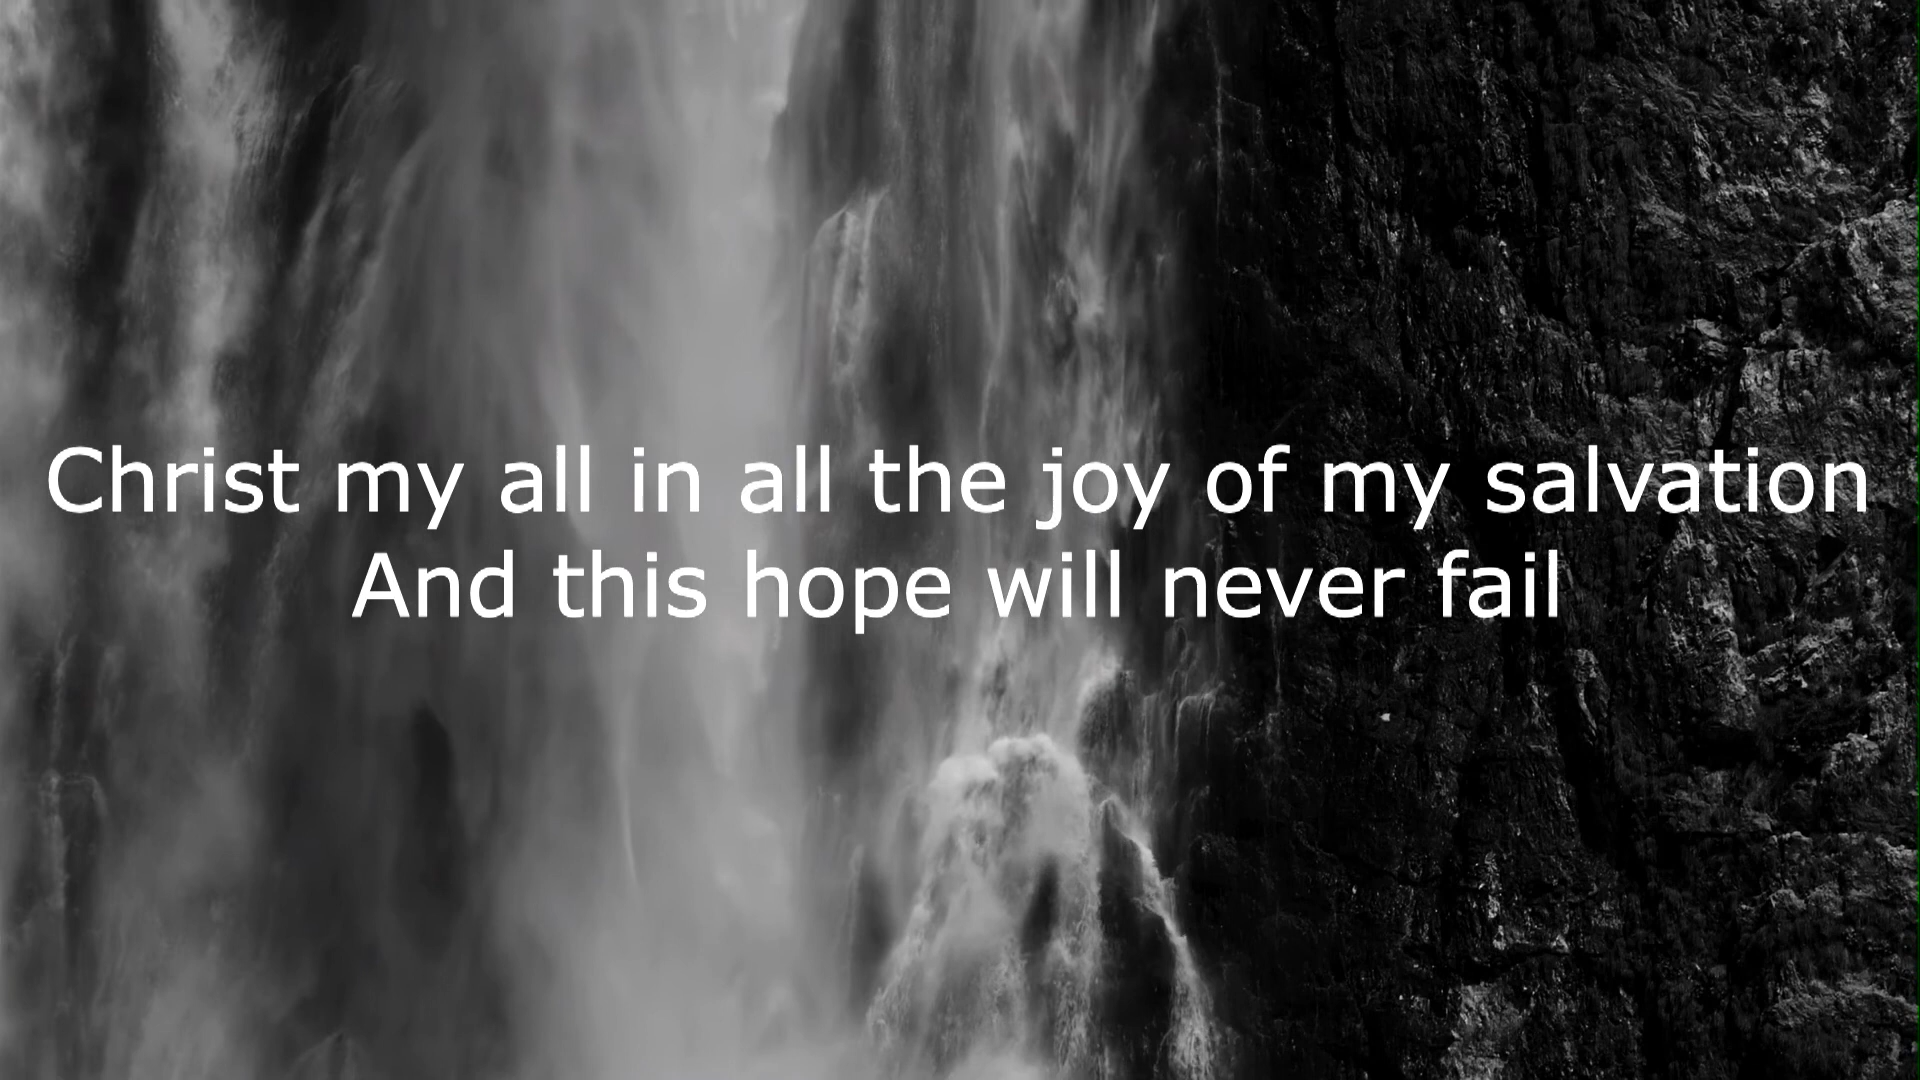 Christ my all in all the joy of my salvation
And this hope will never fail